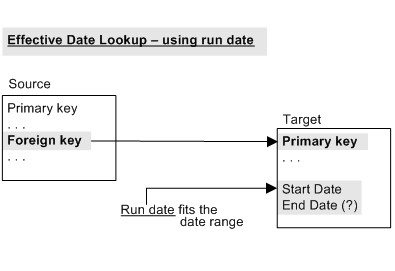 Effective Date Lookup – using run date
Source
Primary key
. . .
Foreign key
. . .
Target
Primary key
. . .
Start Date
End Date (?)
Run date fits the
date range